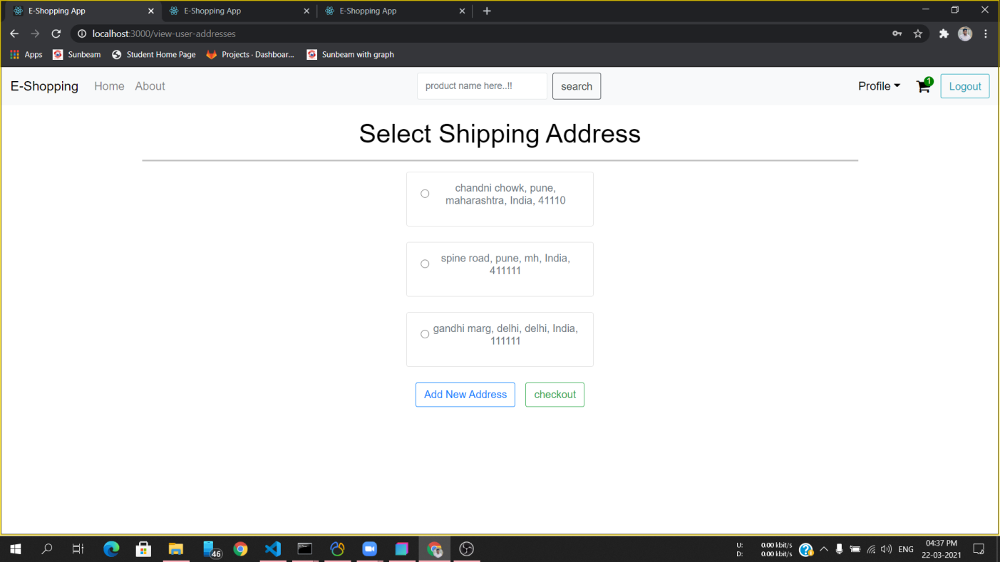 E-Shopping App
E-Shopping App
E-Shopping App
localhost:3000/view-user-addresses
Apps
Sunbeam
Student Home Page
Projects · Dashboar...
Sunbeam with graph
E-Shopping
Home
About
product name here..!!
search
Profile
1
Logout
Select Shipping Address
chandni chowk, pune,
maharashtra, India, 41110
spine road, pune, mh, India,
411111
gandhi marg, delhi, delhi, India,
111111
Add New Address
checkout
46
U: 0.00 kbit/s
D: 0.00 kbit/s
ENG
04:37 PM
22-03-2021